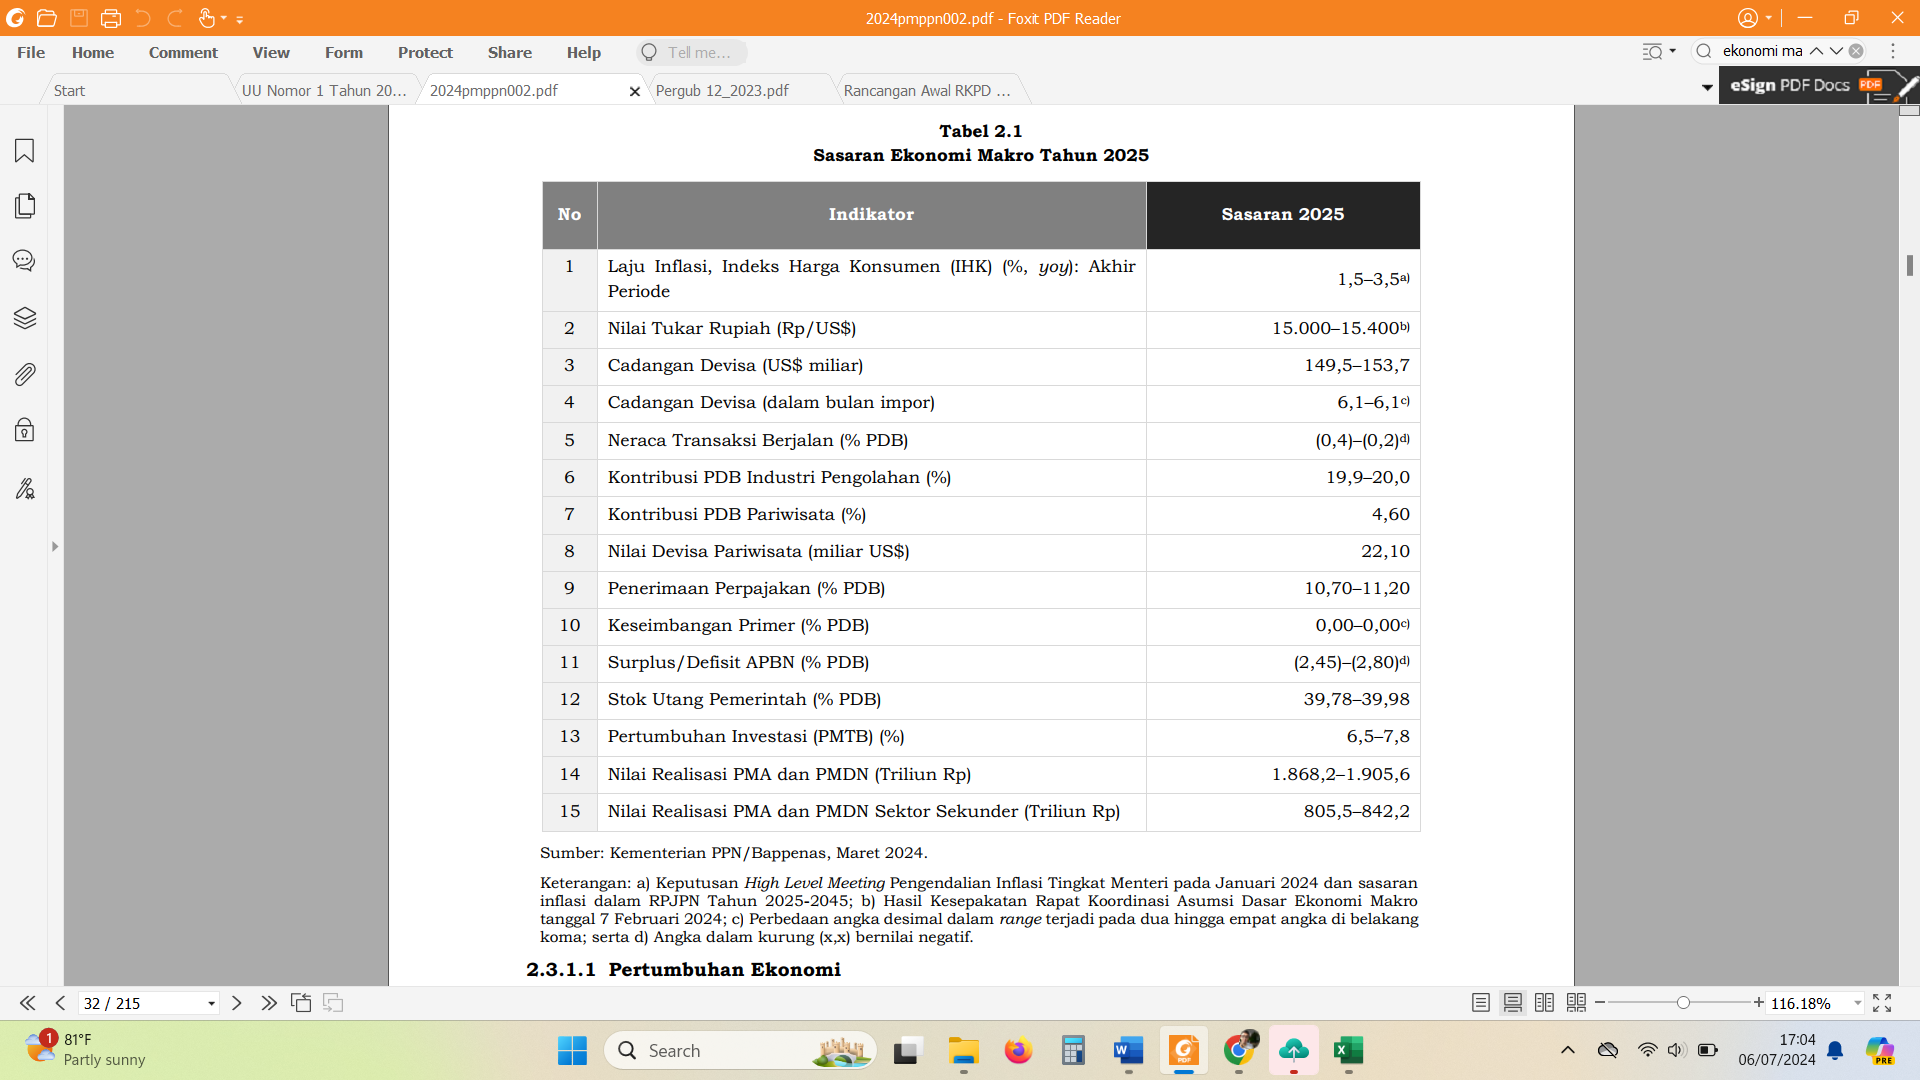 2024pmppn002.pdf - Foxit PDF Reader
File Home Comment View Form Protect Share Help Tell me... ekonomi ma
Start UU Nomor 1 Tahun 20... 2024pmppn002.pdf Pergub 12_2023.pdf Rancangan Awal RKPD ... eSign PDF Docs PDF
Tabel 2.1
Sasaran Ekonomi Makro Tahun 2025
No Indikator Sasaran 2025
1 Laju Inflasi, Indeks Harga Konsumen (IHK) (%, yoy): Akhir
Periode 1,5–3,5a)
2 Nilai Tukar Rupiah (Rp/US$) 15.000–15.400b)
3 Cadangan Devisa (US$ miliar) 149,5–153,7
4 Cadangan Devisa (dalam bulan impor) 6,1–6,1c)
5 Neraca Transaksi Berjalan (% PDB) (0,4)–(0,2)d)
6 Kontribusi PDB Industri Pengolahan (%) 19,9–20,0
7 Kontribusi PDB Pariwisata (%) 4,60
8 Nilai Devisa Pariwisata (miliar US$) 22,10
9 Penerimaan Perpajakan (% PDB) 10,70–11,20
10 Keseimbangan Primer (% PDB) 0,00–0,00c)
11 Surplus/Defisit APBN (% PDB) (2,45)–(2,80)d)
12 Stok Utang Pemerintah (% PDB) 39,78–39,98
13 Pertumbuhan Investasi (PMTB) (%) 6,5–7,8
14 Nilai Realisasi PMA dan PMDN (Triliun Rp) 1.868,2–1.905,6
15 Nilai Realisasi PMA dan PMDN Sektor Sekunder (Triliun Rp) 805,5–842,2
Sumber: Kementerian PPN/Bappenas, Maret 2024.
Keterangan: a) Keputusan High Level Meeting Pengendalian Inflasi Tingkat Menteri pada Januari 2024 dan sasaran
inflasi dalam RPJPN Tahun 2025-2045; b) Hasil Kesepakatan Rapat Koordinasi Asumsi Dasar Ekonomi Makro
tanggal 7 Februari 2024; c) Perbedaan angka desimal dalam range terjadi pada dua hingga empat angka di belakang
koma; serta d) Angka dalam kurung (x,x) bernilai negatif.
2.3.1.1 Pertumbuhan Ekonomi
32 / 215 116.18%
1 81°F
Partly sunny
Search
17:04
06/07/2024
PRE